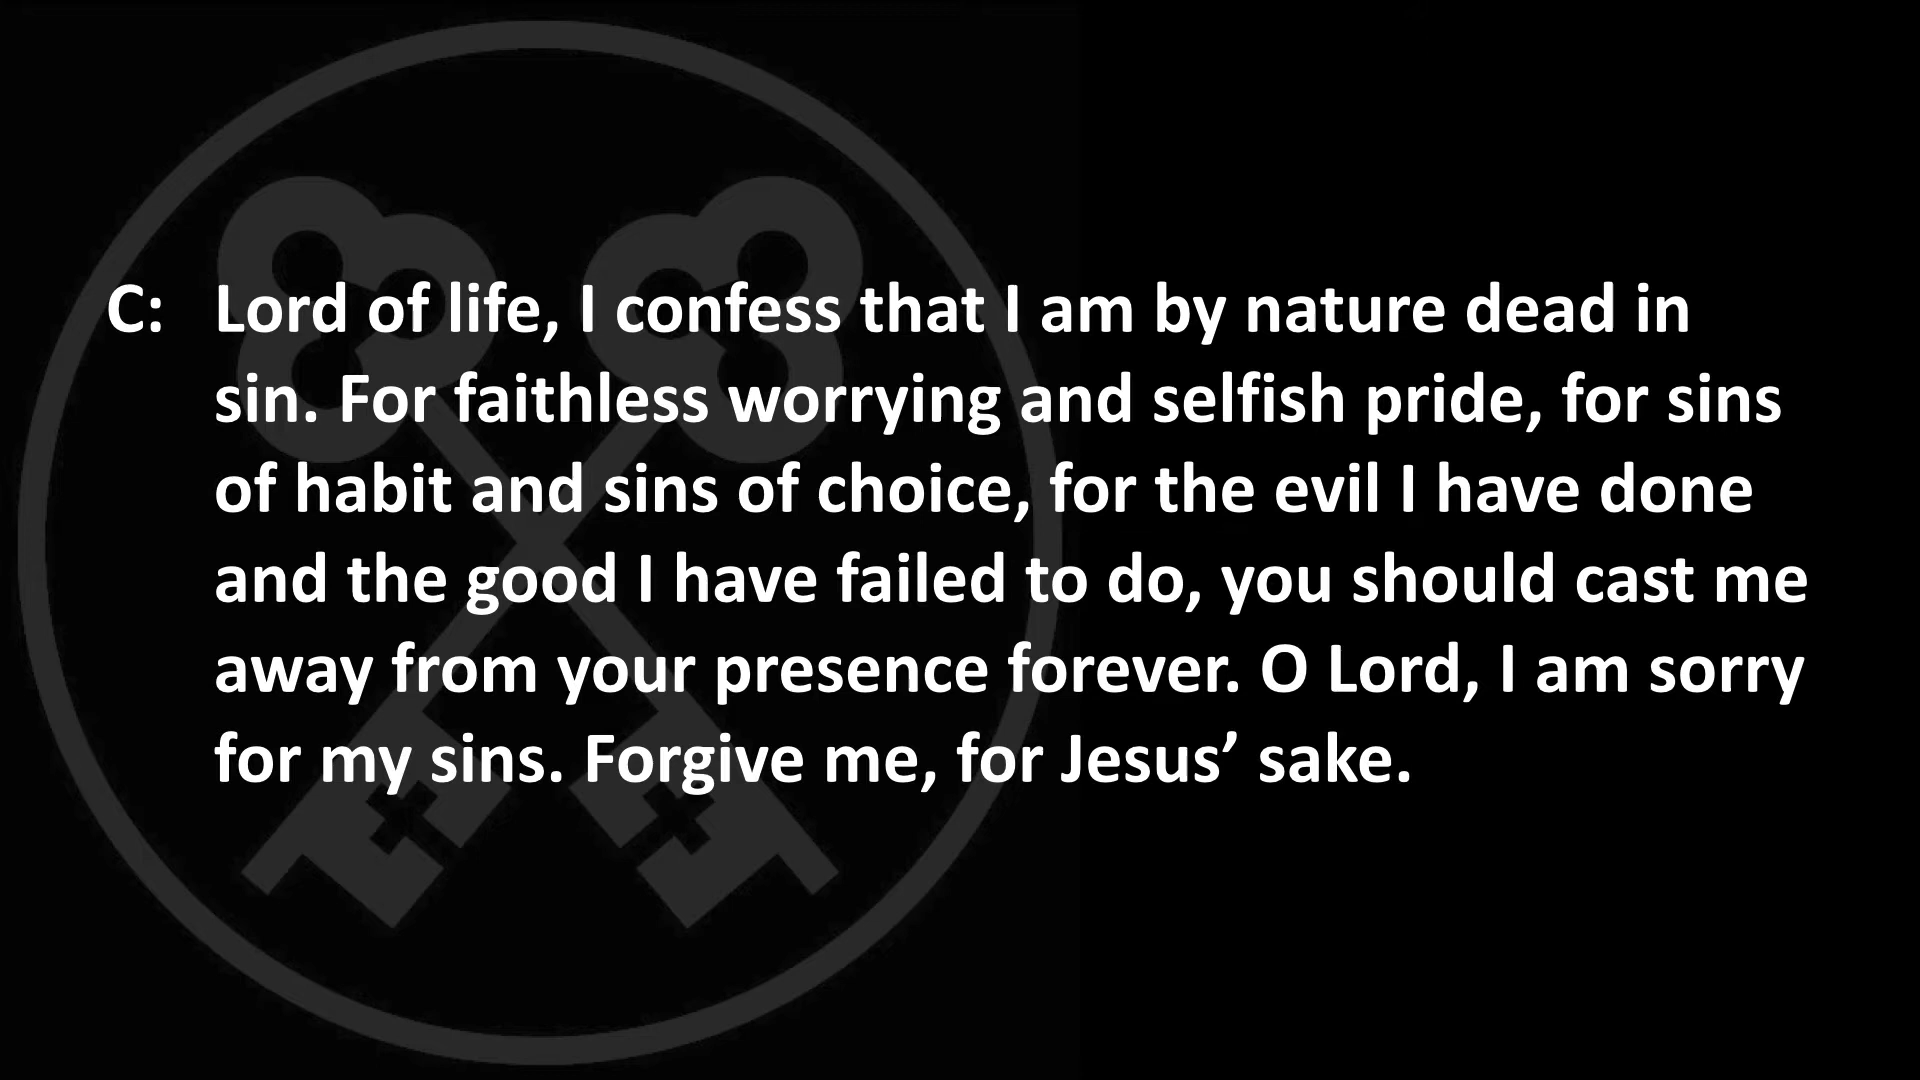 C: Lord of life, I confess that I am by nature dead in
sin. For faithless worrying and selfish pride, for sins
of habit and sins of choice, for the evil I have done
and the good I have failed to do, you should cast me
away from your presence forever. O Lord, I am sorry
for my sins. Forgive me, for Jesus’ sake.